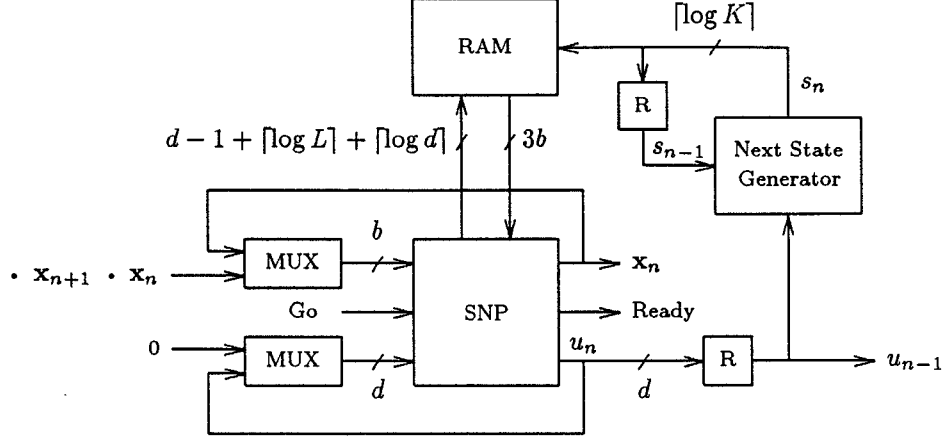 ⌈log K⌉
RAM
R
s_n
d − 1 + ⌈log L⌉ + ⌈log d⌉
3b
s_{n−1}
Next State
Generator
b
MUX
· x_{n+1} · x_n
x_n
Go
SNP
Ready
0
MUX
u_n
R
d
d
u_{n−1}